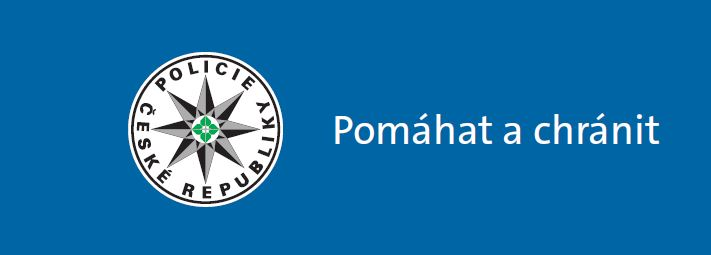 POLICIE
ČESKÉ REPUBLIKY
Pomáhat a chránit